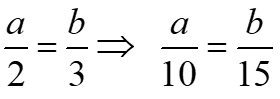 a/2 = b/3 ⇒ a/10 = b/15